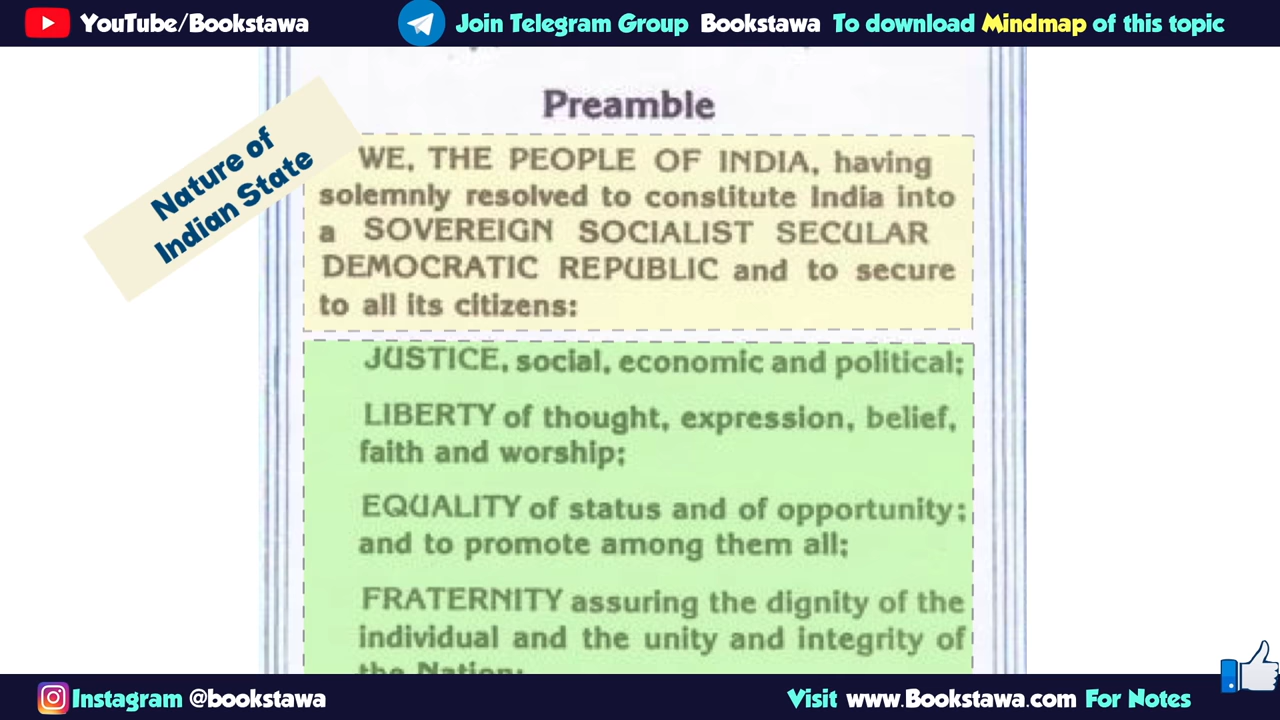 YouTube/Bookstawa
Join Telegram Group Bookstawa To download Mindmap of this topic
Preamble
Nature of
Indian State
WE, THE PEOPLE OF INDIA, having
solemnly resolved to constitute India into
a SOVEREIGN SOCIALIST SECULAR
DEMOCRATIC REPUBLIC and to secure
to all its citizens:
JUSTICE, social, economic and political;
LIBERTY of thought, expression, belief,
faith and worship;
EQUALITY of status and of opportunity;
and to promote among them all;
FRATERNITY assuring the dignity of the
individual and the unity and integrity of
the Nation;
Instagram @bookstawa
Visit www.Bookstawa.com For Notes